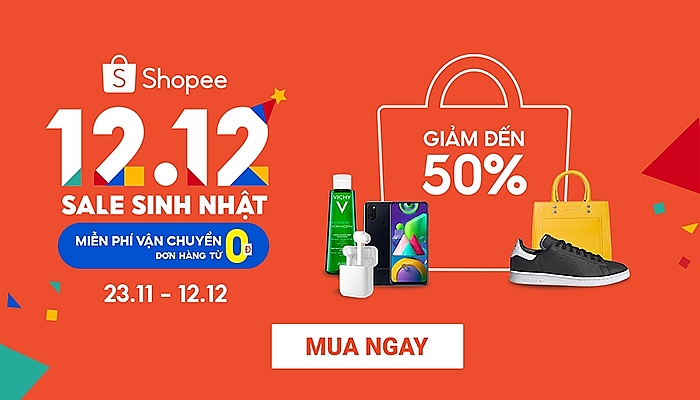 S Shopee
12.12
SALE SINH NHẬT
MIỄN PHÍ VẬN CHUYỂN
ĐƠN HÀNG TỪ 0Đ
23.11 - 12.12
GIẢM ĐẾN
50%
VICHY
MUA NGAY